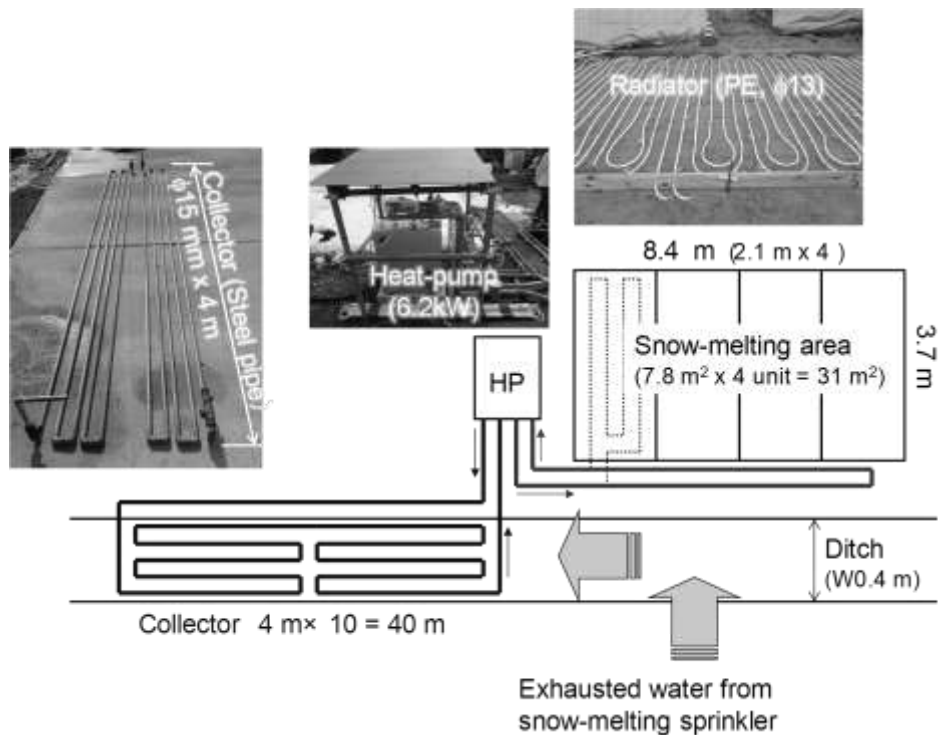 Radiator (PE, ϕ13)
Collector (Steel pipe)
ϕ15 mm x 4 m
Heat-pump
(6.2kW)
8.4 m (2.1 m x 4 )
Snow-melting area
(7.8 m² x 4 unit = 31 m²)
3.7 m
HP
Ditch
(W0.4 m)
Collector 4 m× 10 = 40 m
Exhausted water from
snow-melting sprinkler